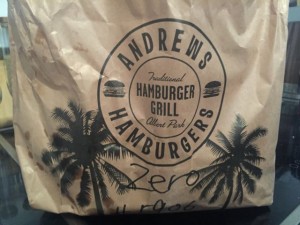 ANDREWS
Traditional
HAMBURGER
GRILL
Albert Park
HAMBURGERS
Zero